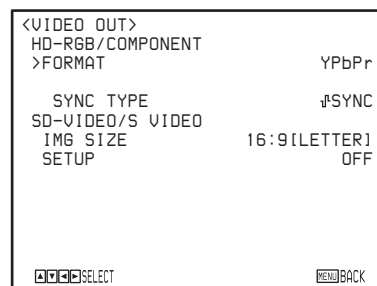 <VIDEO OUT>
HD-RGB/COMPONENT
>FORMAT YPbPr
SYNC TYPE SYNC
SD-VIDEO/S VIDEO
IMG SIZE 16:9[LETTER]
SETUP OFF
▲▼◀▶SELECT MENU BACK